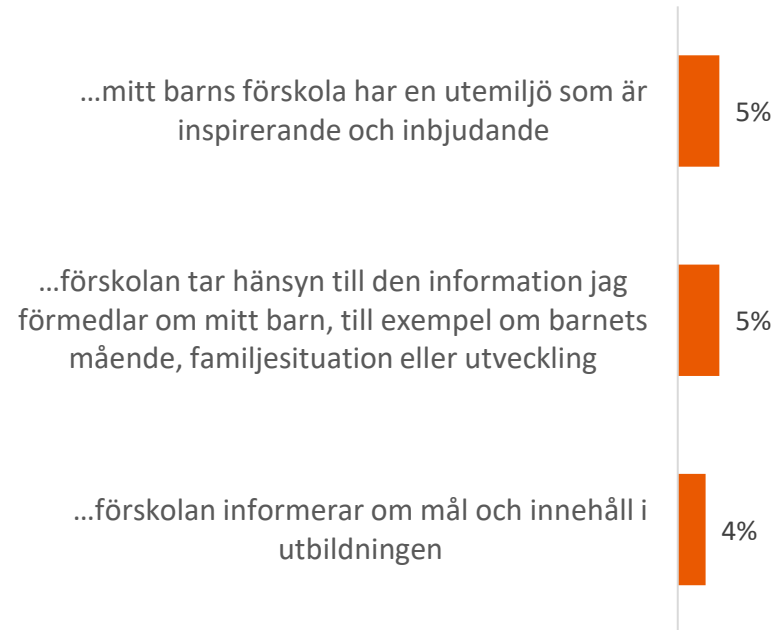 ...mitt barns förskola har en utemiljö som är
inspirerande och inbjudande
5%
...förskolan tar hänsyn till den information jag
förmedlar om mitt barn, till exempel om barnets
mående, familjesituation eller utveckling
5%
...förskolan informerar om mål och innehåll i
utbildningen
4%